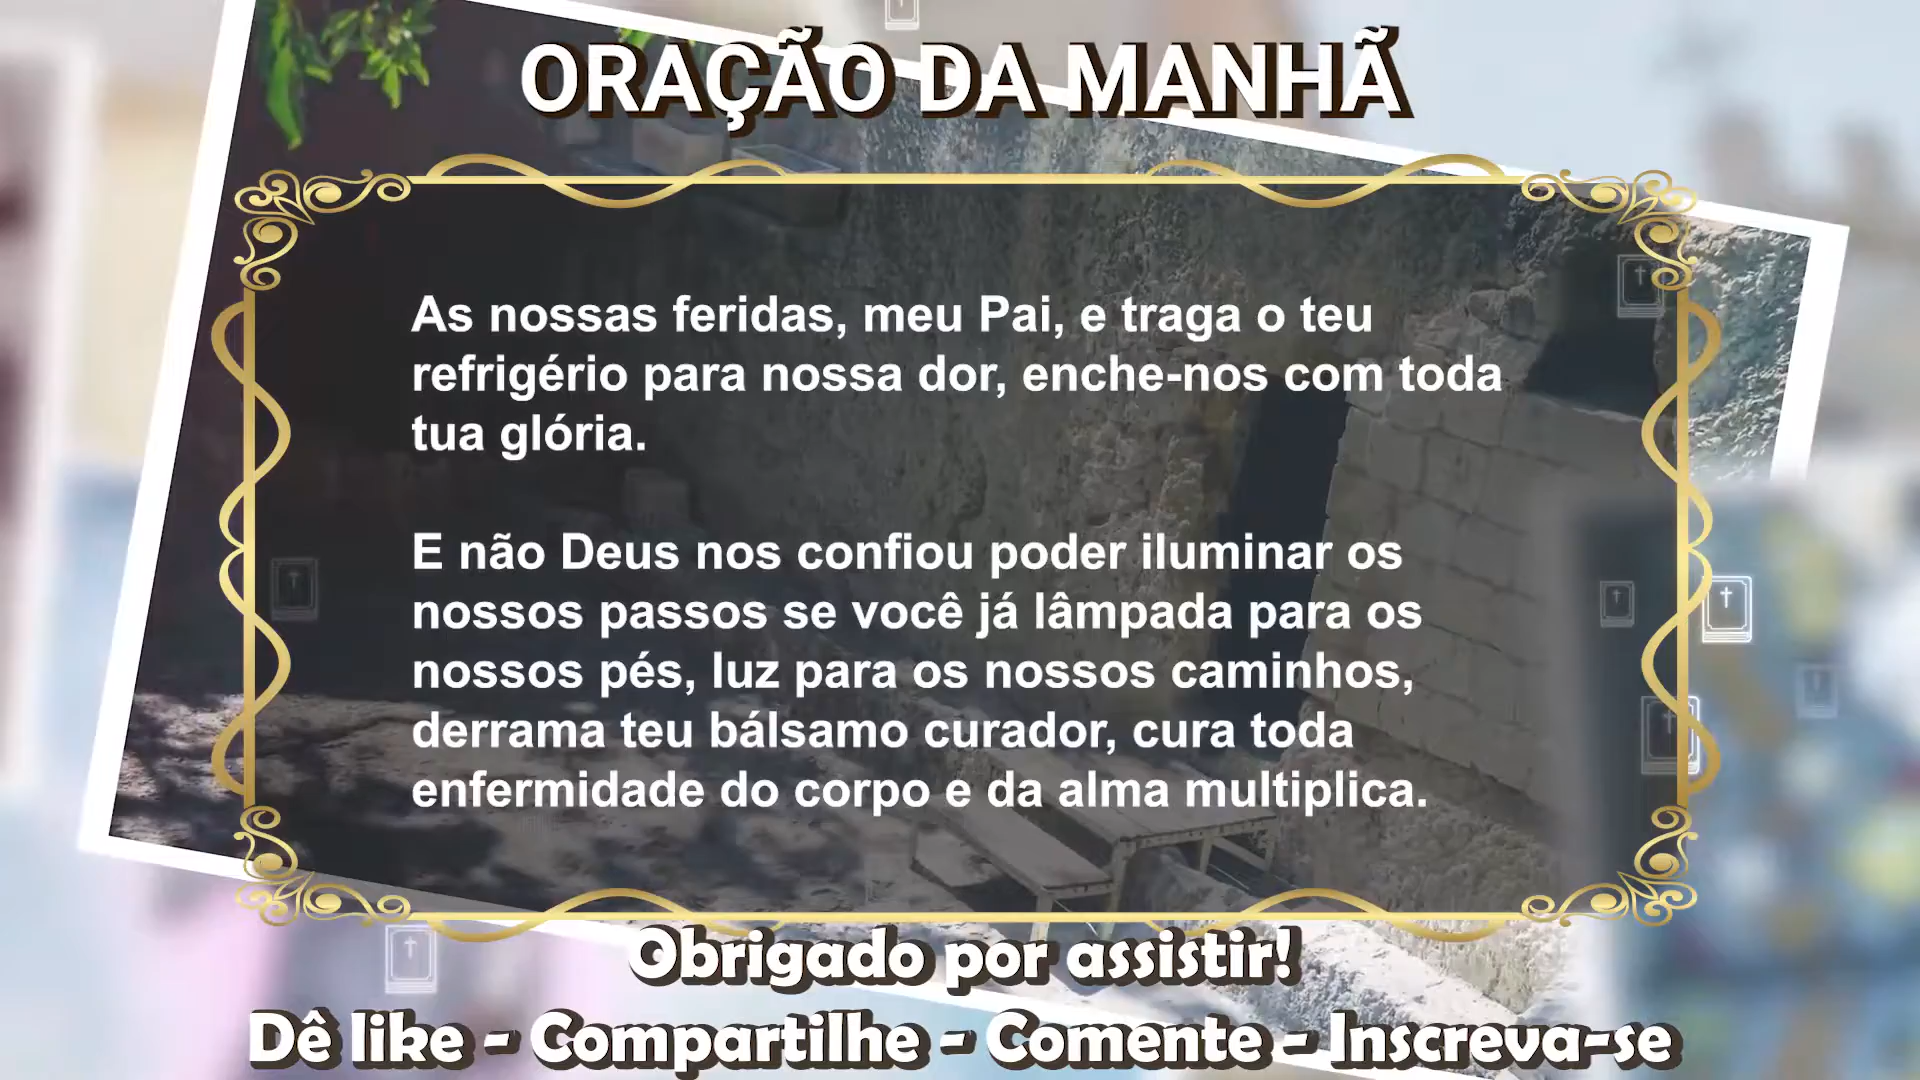 ORAÇÃO DA MANHÃ
As nossas feridas, meu Pai, e traga o teu
refrigério para nossa dor, enche-nos com toda
tua glória.
E não Deus nos confiou poder iluminar os
nossos passos se você já lâmpada para os
nossos pés, luz para os nossos caminhos,
derrama teu bálsamo curador, cura toda
enfermidade do corpo e da alma multiplica.
Obrigado por assistir!
Dê like - Compartilhe - Comente - Inscreva-se